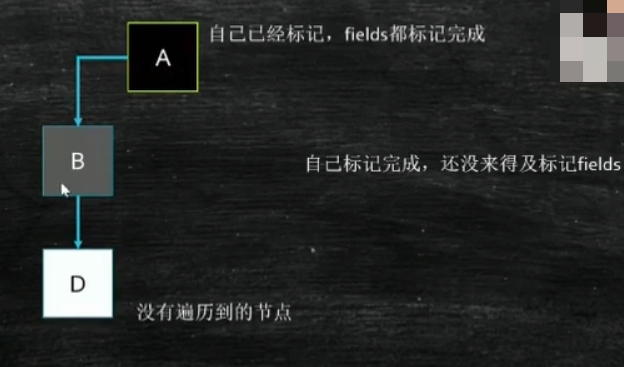 A
自己已经标记，fields都标记完成
B
自己标记完成，还没来得及标记fields
D
没有遍历到的节点